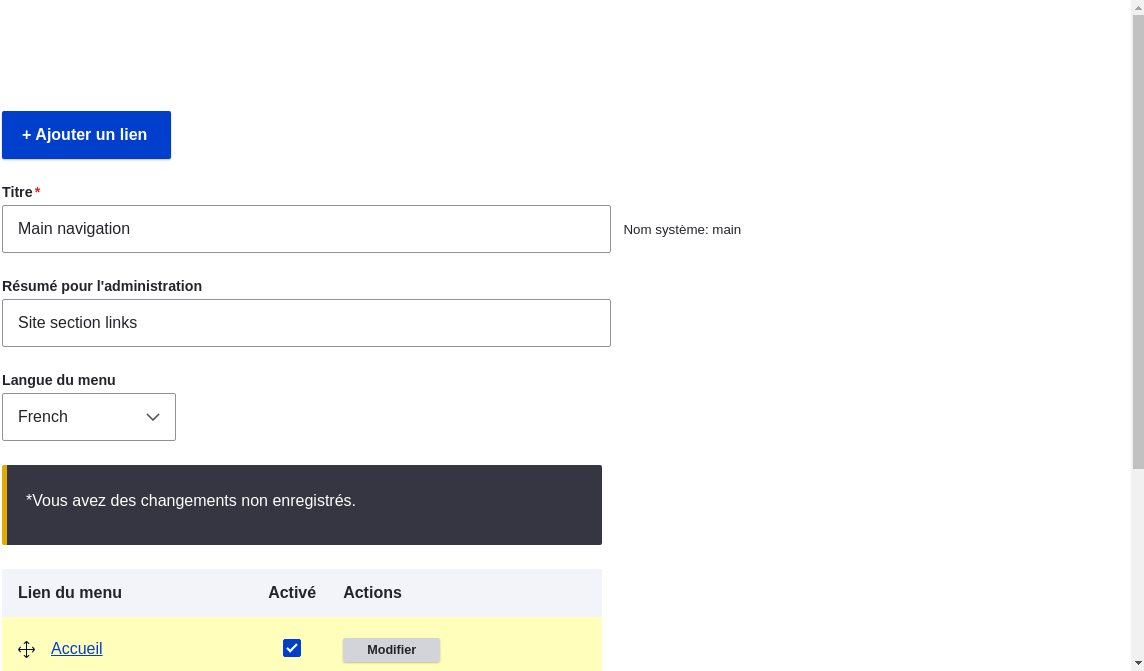 + Ajouter un lien
Titre*
Main navigation
Nom système: main
Résumé pour l'administration
Site section links
Langue du menu
French
*Vous avez des changements non enregistrés.
Lien du menu Activé Actions
Accueil Modifier